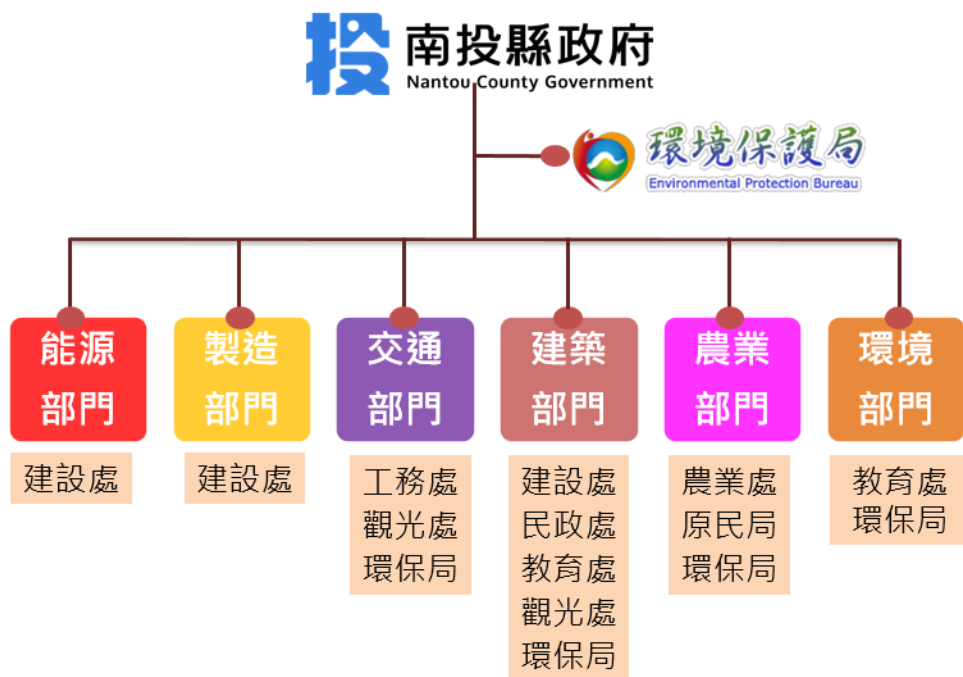 投
南投縣政府
Nantou County Government
環境保護局
Environmental Protection Bureau
能源
部門
建設處
製造
部門
建設處
交通
部門
工務處
觀光處
環保局
建築
部門
建設處
民政處
教育處
觀光處
環保局
農業
部門
農業處
原民局
環保局
環境
部門
教育處
環保局